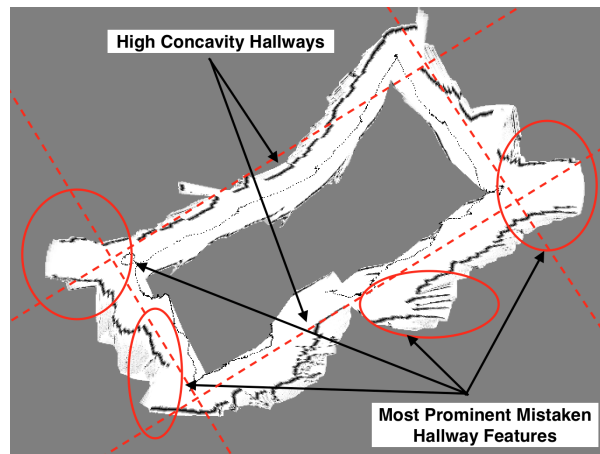 High Concavity Hallways
Most Prominent Mistaken
Hallway Features